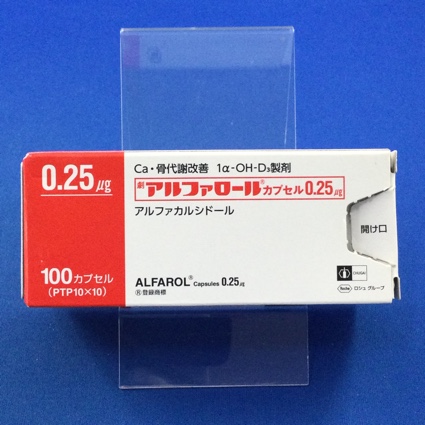 0.25μg
100カプセル
(PTP10×10)
Ca・骨代謝改善 1α-OH-D₃製剤
劇 アルファロール®カプセル0.25μg
アルファカルシドール
ALFAROL® Capsules 0.25μg
®登録商標
開け口
CHUGAI
Roche ロシュ グループ